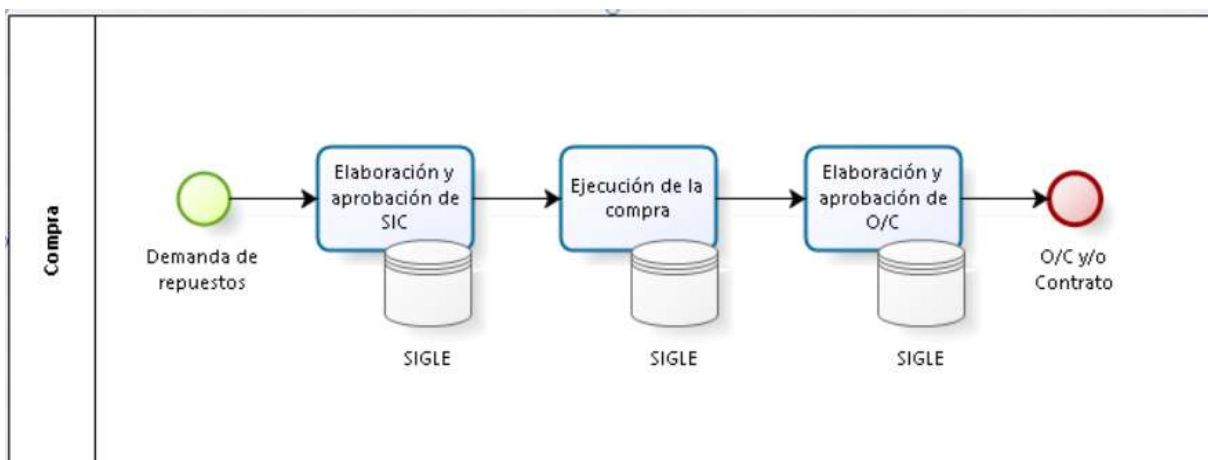 Compra
Demanda de
repuestos
Elaboración y
aprobación de
SIC
SIGLE
Ejecución de la
compra
SIGLE
Elaboración y
aprobación de
O/C
SIGLE
O/C y/o
Contrato